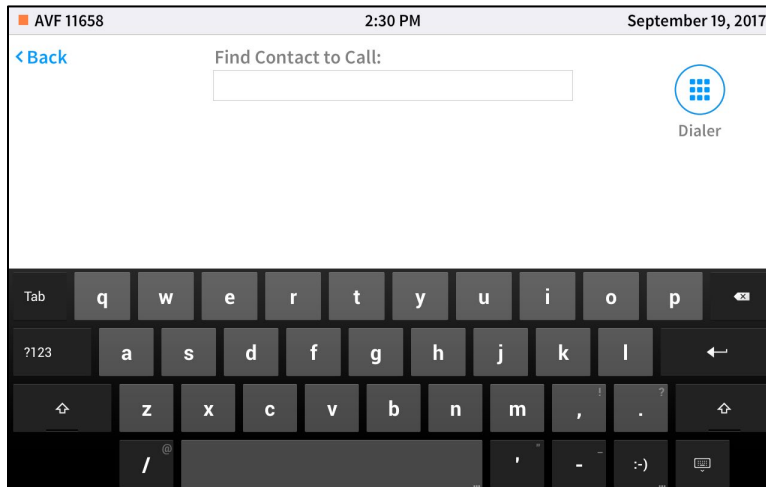 AVF 11658 2:30 PM September 19, 2017
Back Find Contact to Call:
Dialer
Tab q w e r t y u i o p
?123 a s d f g h j k l
z x c v b n m , ! . ?
/ @ ' " - _ :-)